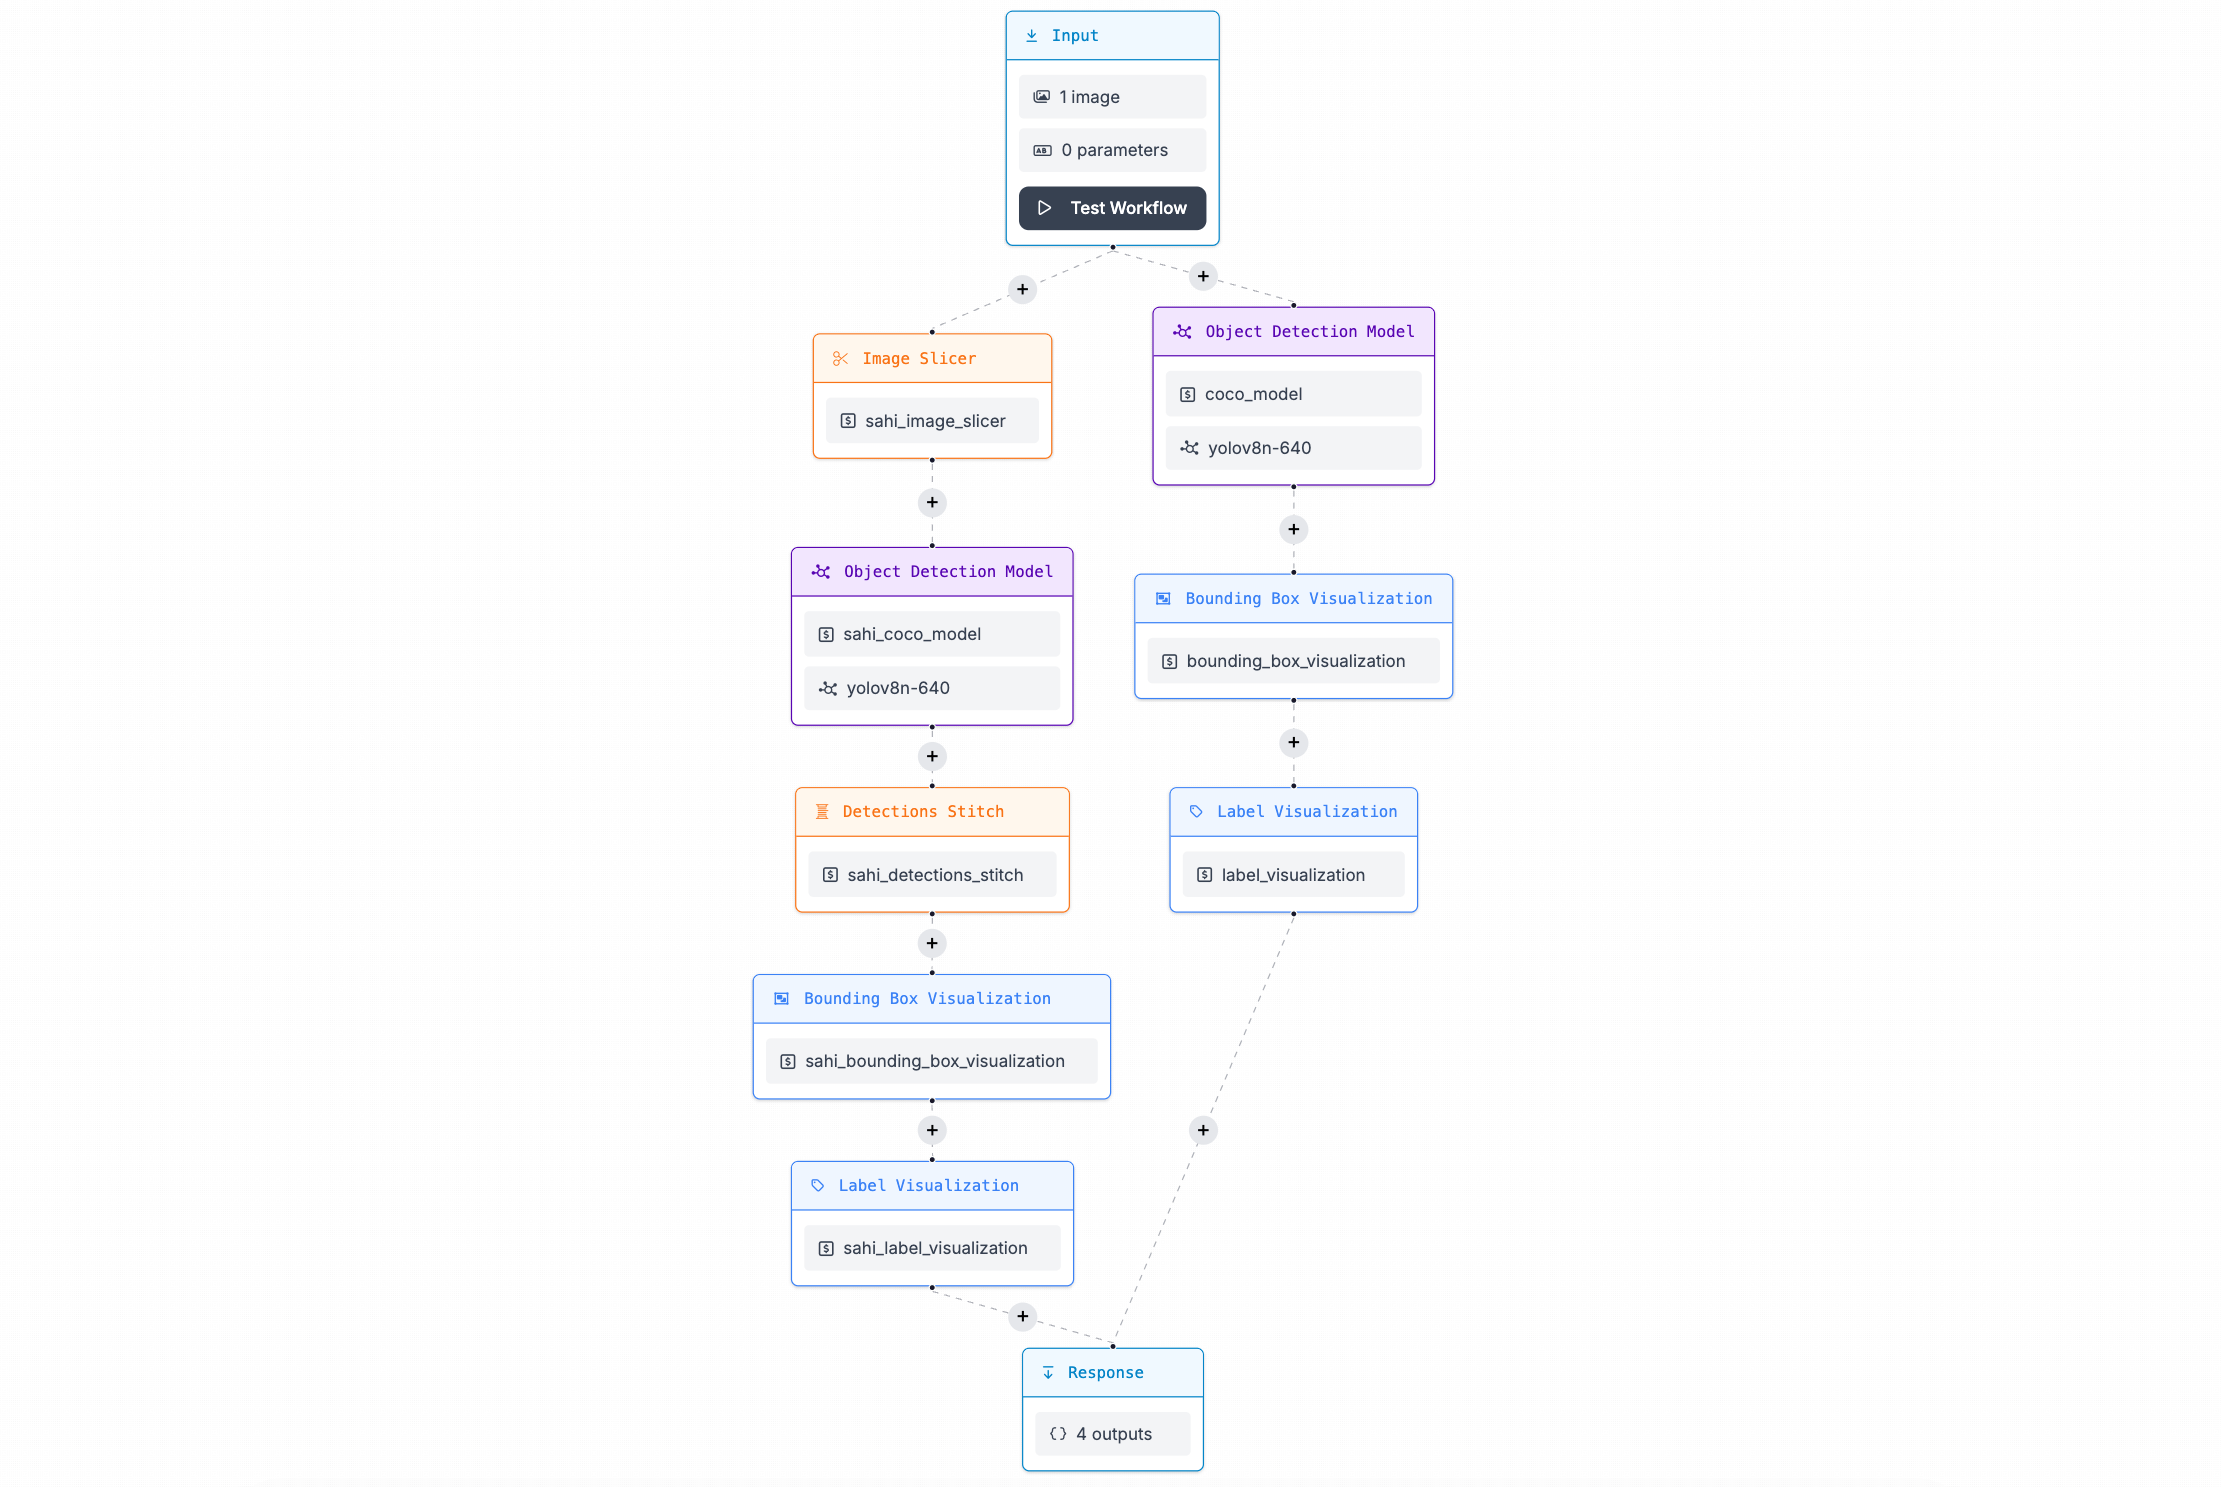 Input
1 image
0 parameters
Test Workflow
Image Slicer
sahi_image_slicer
Object Detection Model
sahi_coco_model
yolov8n-640
Detections Stitch
sahi_detections_stitch
Bounding Box Visualization
sahi_bounding_box_visualization
Label Visualization
sahi_label_visualization
Object Detection Model
coco_model
yolov8n-640
Bounding Box Visualization
bounding_box_visualization
Label Visualization
label_visualization
Response
4 outputs